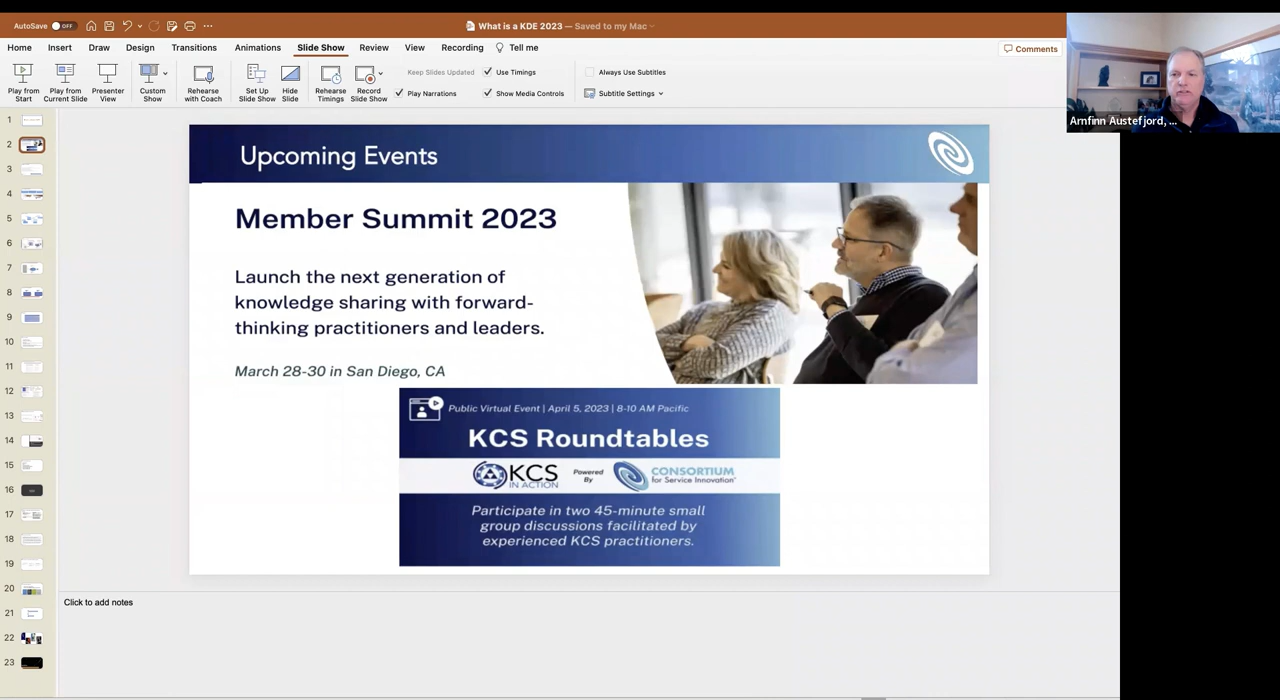 AutoSave OFF
What is a KDE 2023 — Saved to my Mac
Home Insert Draw Design Transitions Animations Slide Show Review View Recording Tell me
Comments
Play from Start
Play from Current Slide
Presenter View
Custom Show
Rehearse with Coach
Set Up Slide Show
Hide Slide
Rehearse Timings
Record Slide Show
Keep Slides Updated
Use Timings
Play Narrations
Show Media Controls
Always Use Subtitles
Subtitle Settings
Arnfinn Austefjord, ...
1
2
3
4
5
6
7
8
9
10
11
12
13
14
15
16
17
18
19
20
21
22
23
Upcoming Events
Member Summit 2023
Launch the next generation of
knowledge sharing with forward-
thinking practitioners and leaders.
March 28-30 in San Diego, CA
Public Virtual Event | April 5, 2023 | 8-10 AM Pacific
KCS Roundtables
KCS IN ACTION
Powered By
CONSORTIUM
for Service Innovation
Participate in two 45-minute small
group discussions facilitated by
experienced KCS practitioners.
Click to add notes